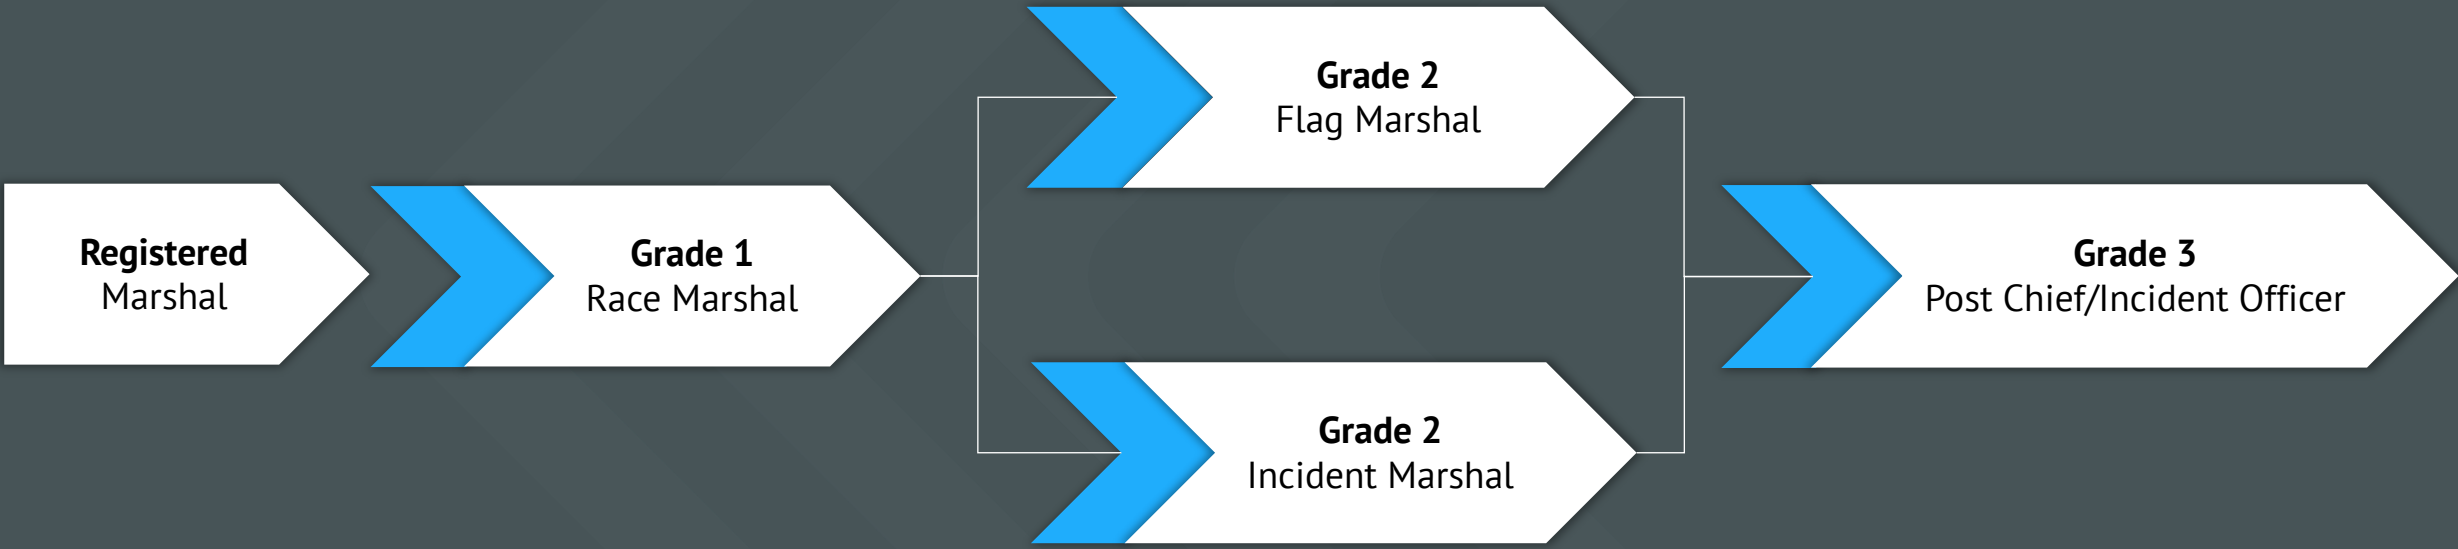 Registered
Marshal
Grade 1
Race Marshal
Grade 2
Flag Marshal
Grade 2
Incident Marshal
Grade 3
Post Chief/Incident Officer